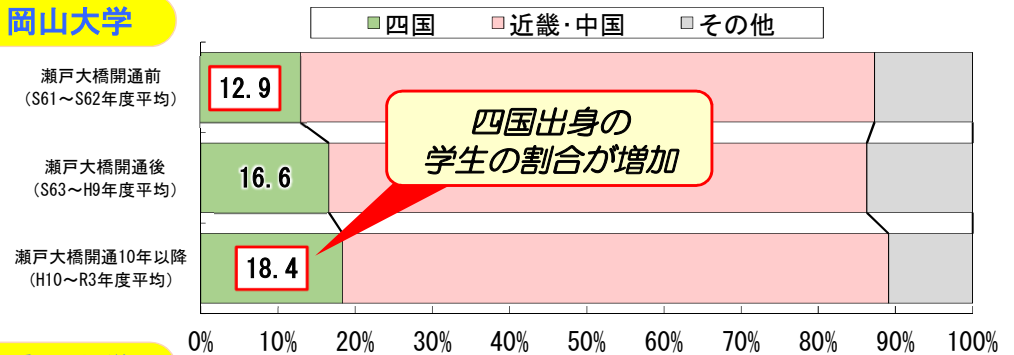 岡山大学
■四国 ■近畿・中国 ■その他
瀬戸大橋開通前
（S61～S62年度平均）
12.9
四国出身の
学生の割合が増加
瀬戸大橋開通後
（S63～H9年度平均）
16.6
瀬戸大橋開通10年以降
（H10～R3年度平均）
18.4
0% 10% 20% 30% 40% 50% 60% 70% 80% 90% 100%